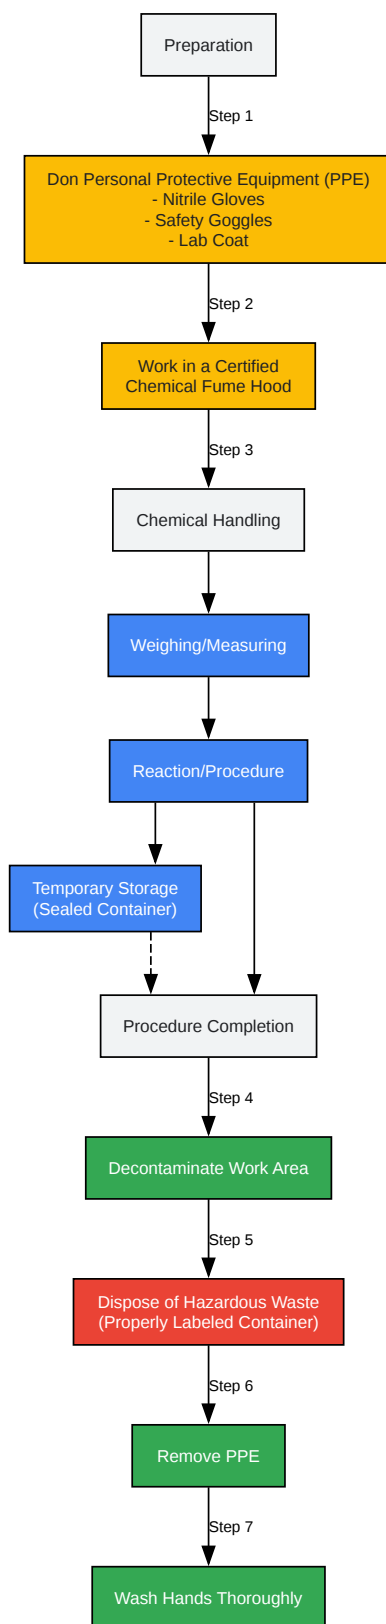 Preparation
Step 1
Don Personal Protective Equipment (PPE)
- Nitrile Gloves
- Safety Goggles
- Lab Coat
Step 2
Work in a Certified
Chemical Fume Hood
Step 3
Chemical Handling
Weighing/Measuring
Reaction/Procedure
Temporary Storage
(Sealed Container)
Procedure Completion
Step 4
Decontaminate Work Area
Step 5
Dispose of Hazardous Waste
(Properly Labeled Container)
Step 6
Remove PPE
Step 7
Wash Hands Thoroughly